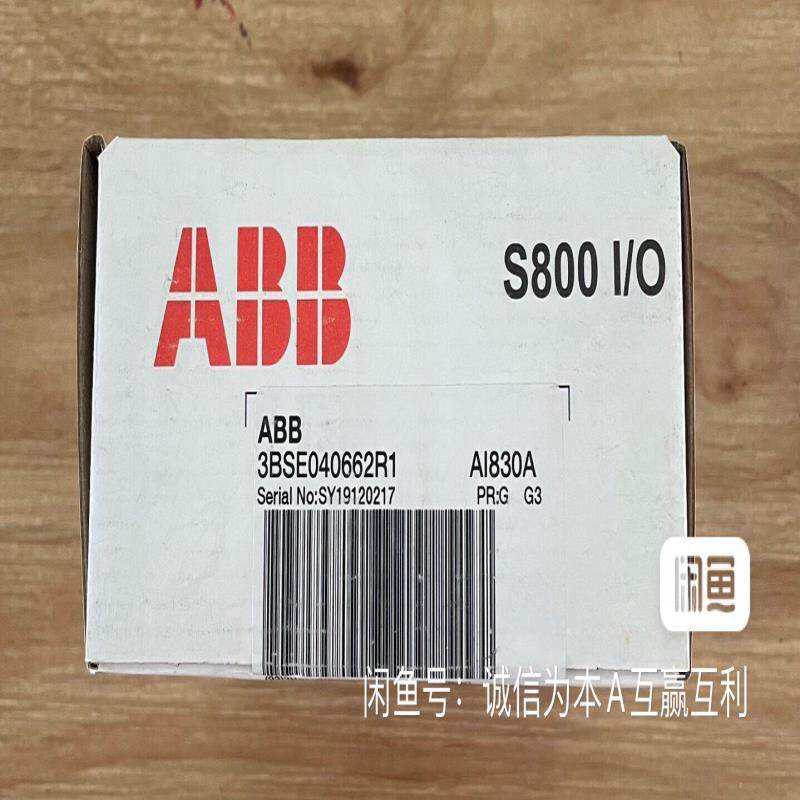 ABB
S800 I/O
ABB
3BSE040662R1 AI830A
Serial No:SY19120217 PR:G G3
闲鱼
闲鱼号：诚信为本A互赢互利